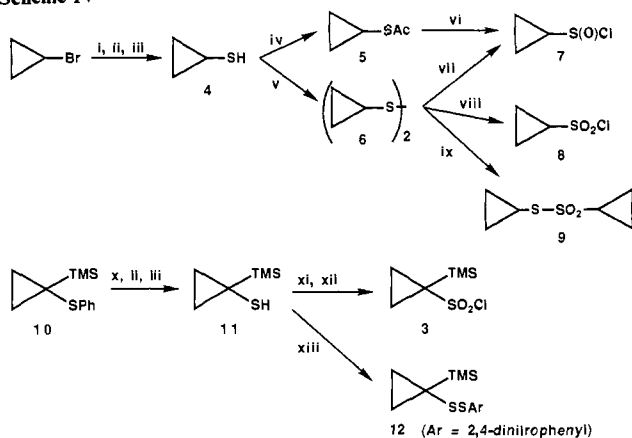 Scheme IV
Br
i, ii, iii
SH
4
iv
v
SAc
5
vi
S(O)Cl
7
vii
S
2
6
viii
SO2Cl
8
ix
S—SO2
9
TMS
SPh
10
x, ii, iii
TMS
SH
11
xi, xii
TMS
SO2Cl
3
xiii
TMS
SSAr
12 (Ar = 2,4-dinitrophenyl)